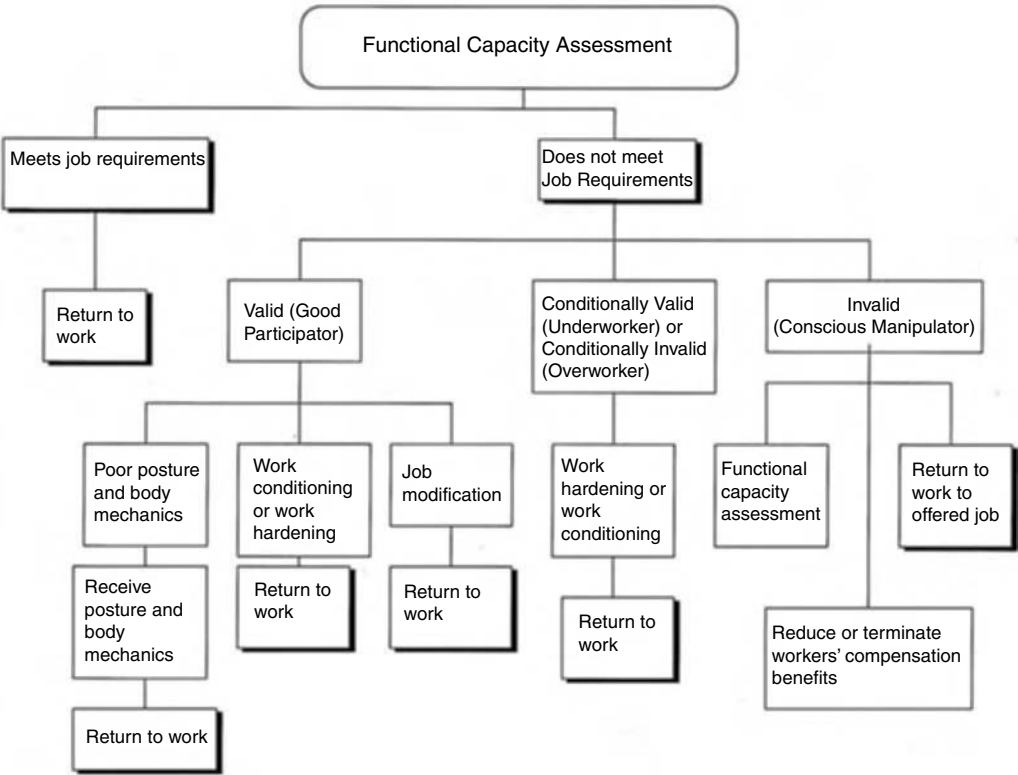 Functional Capacity Assessment
Meets job requirements
Does not meet
Job Requirements
Return to
work
Valid (Good
Participator)
Conditionally Valid
(Underworker) or
Conditionally Invalid
(Overworker)
Invalid
(Conscious Manipulator)
Poor posture
and body
mechanics
Work
conditioning
or work
hardening
Job
modification
Work
hardening or
work
conditioning
Functional
capacity
assessment
Return to
work to
offered job
Receive
posture and
body
mechanics
Return to
work
Return to
work
Return to
work
Reduce or terminate
workers’ compensation
benefits
Return to work